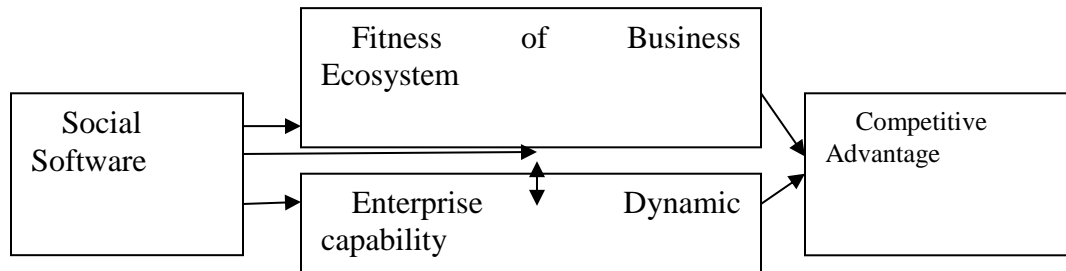 Fitness of Business
Ecosystem
Social
Software
Competitive
Advantage
Enterprise Dynamic
capability